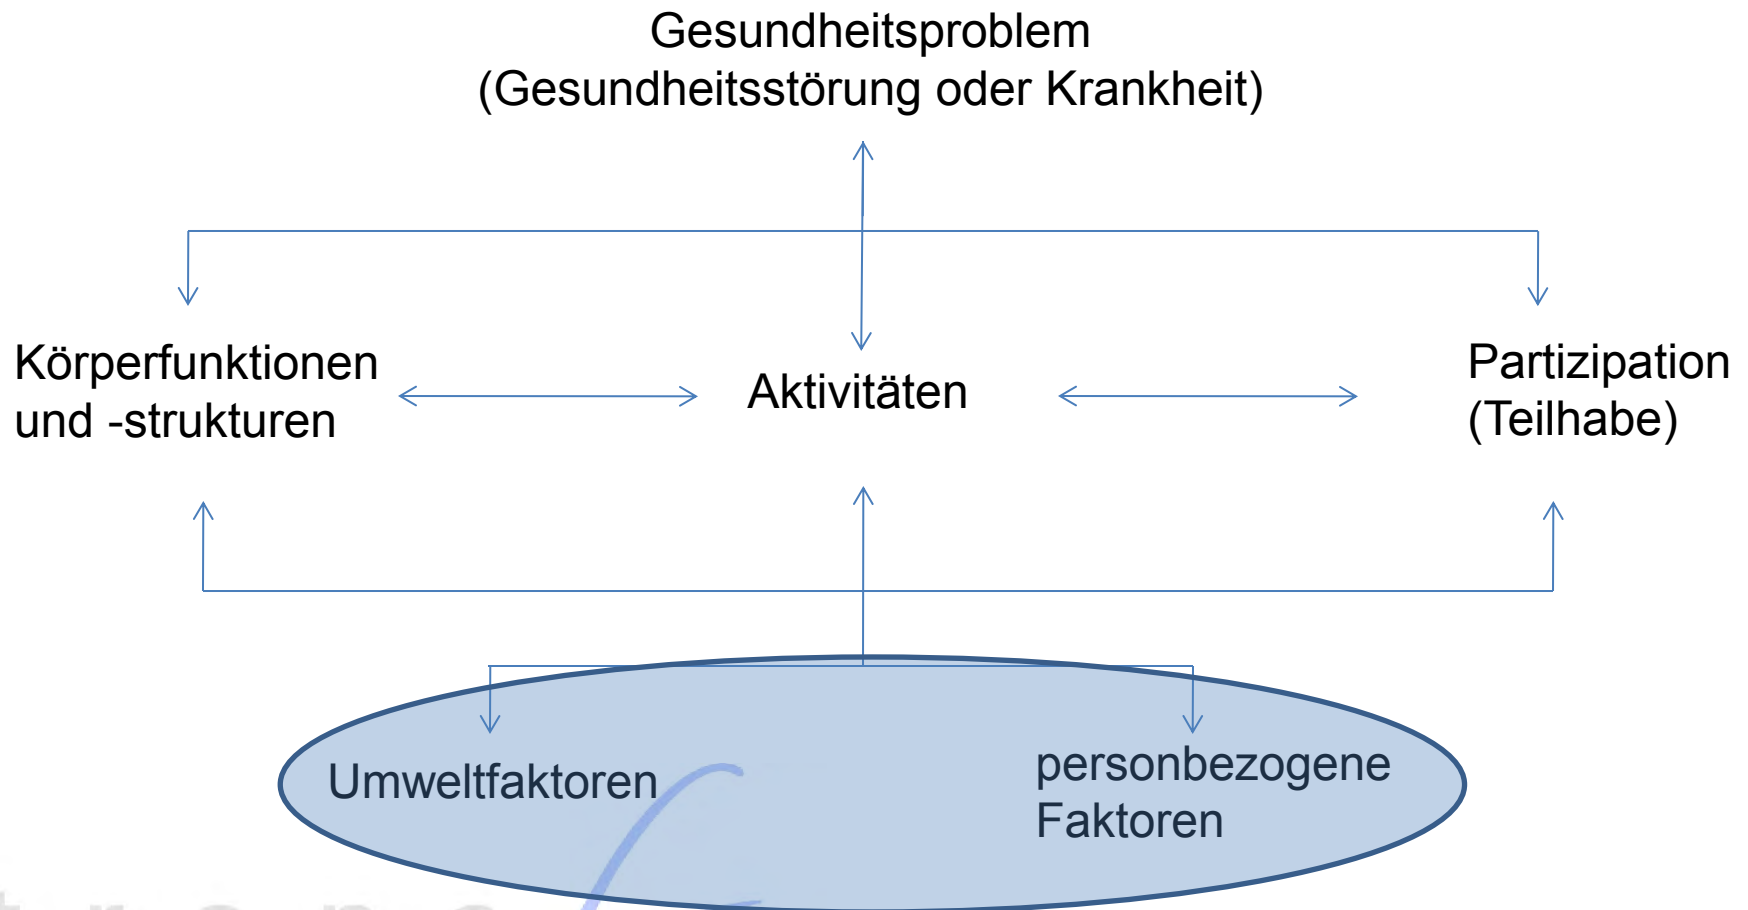 Gesundheitsproblem
(Gesundheitsstörung oder Krankheit)
Körperfunktionen
und -strukturen
Aktivitäten
Partizipation
(Teilhabe)
Umweltfaktoren
personbezogene
Faktoren